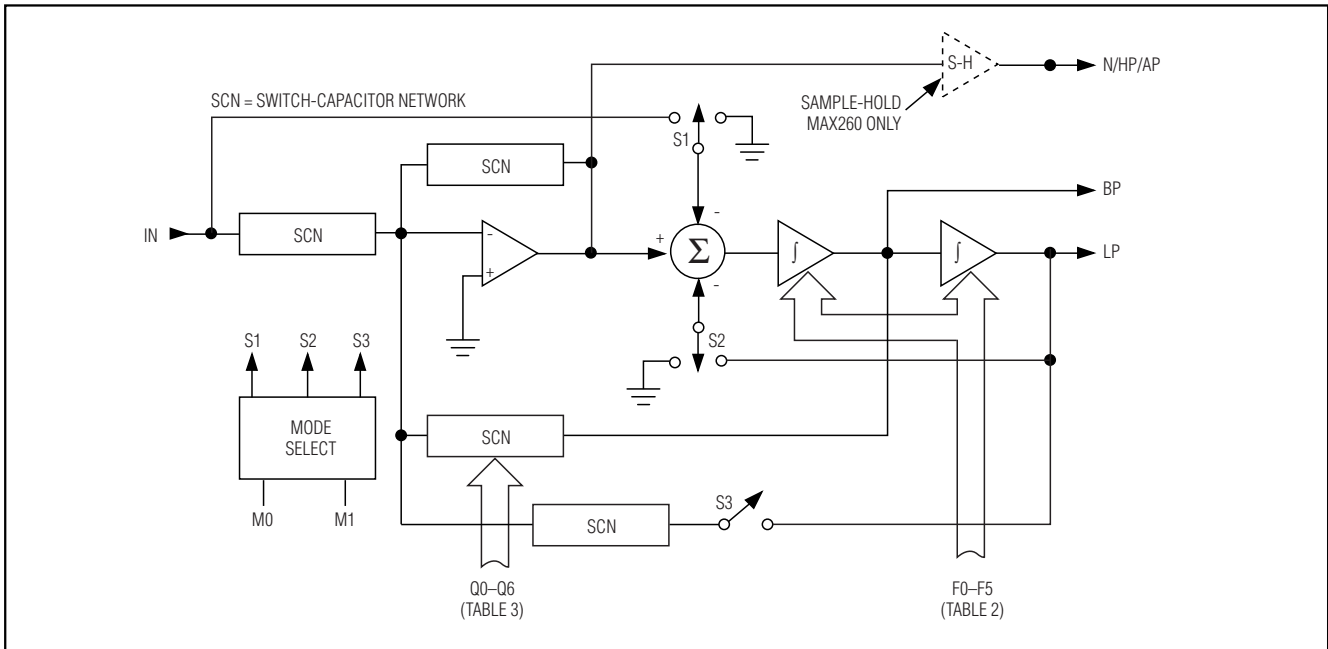 S-H
N/HP/AP
SCN = SWITCH-CAPACITOR NETWORK
SAMPLE-HOLD
MAX260 ONLY
S1
SCN
-
BP
IN
SCN
-
+
+
Σ
∫
∫
LP
-
S1
S2
S3
S2
MODE
SELECT
SCN
M0
M1
SCN
S3
Q0–Q6
(TABLE 3)
F0–F5
(TABLE 2)